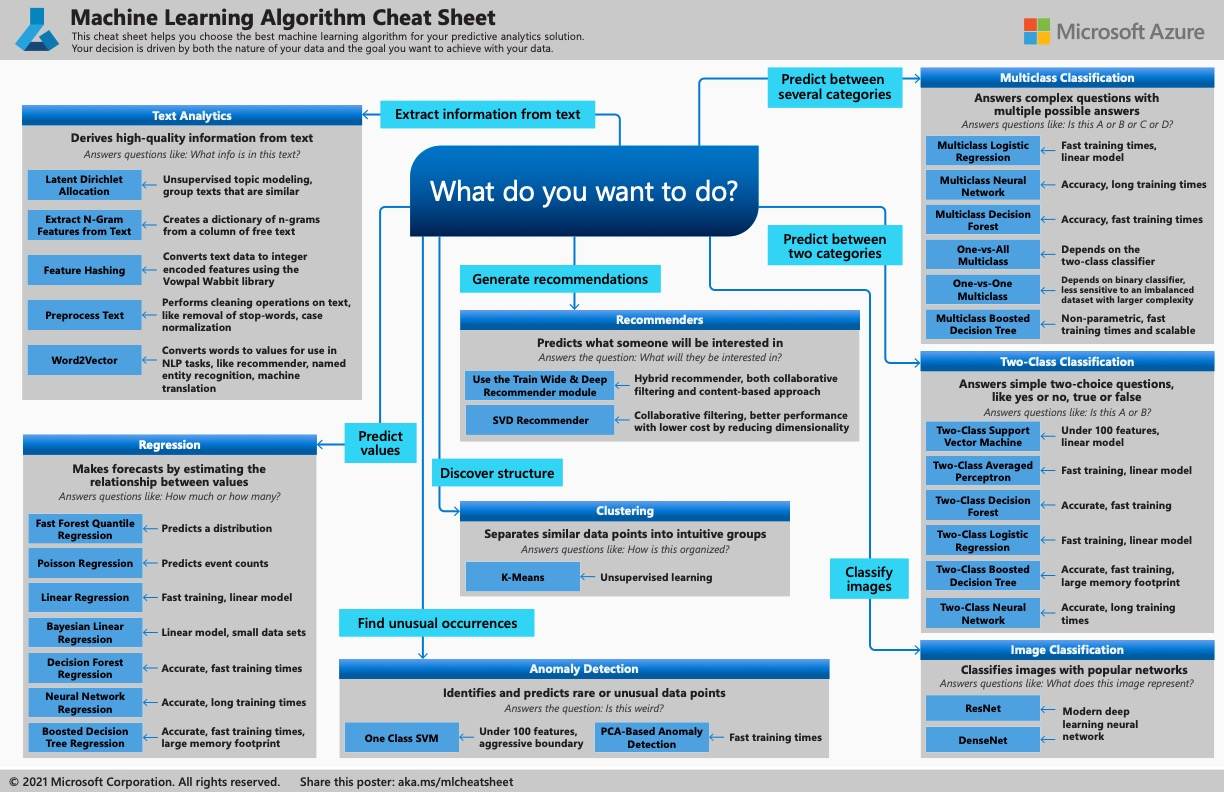 Machine Learning Algorithm Cheat Sheet
This cheat sheet helps you choose the best machine learning algorithm for your predictive analytics solution.
Your decision is driven by both the nature of your data and the goal you want to achieve with your data.
Microsoft Azure
What do you want to do?
Extract information from text
Text Analytics
Derives high-quality information from text
Answers questions like: What info is in this text?
Latent Dirichlet
Allocation
Unsupervised topic modeling,
group texts that are similar
Extract N-Gram
Features from Text
Creates a dictionary of n-grams
from a column of free text
Feature Hashing
Converts text data to integer
encoded features using the
Vowpal Wabbit library
Preprocess Text
Performs cleaning operations on text,
like removal of stop-words, case
normalization
Word2Vector
Converts words to values for use in
NLP tasks, like recommender, named
entity recognition, machine
translation
Predict
values
Regression
Makes forecasts by estimating the
relationship between values
Answers questions like: How much or how many?
Fast Forest Quantile
Regression
Predicts a distribution
Poisson Regression
Predicts event counts
Linear Regression
Fast training, linear model
Bayesian Linear
Regression
Linear model, small data sets
Decision Forest
Regression
Accurate, fast training times
Neural Network
Regression
Accurate, long training times
Boosted Decision
Tree Regression
Accurate, fast training times,
large memory footprint
Generate recommendations
Recommenders
Predicts what someone will be interested in
Answers the question: What will they be interested in?
Use the Train Wide & Deep
Recommender module
Hybrid recommender, both collaborative
filtering and content-based approach
SVD Recommender
Collaborative filtering, better performance
with lower cost by reducing dimensionality
Discover structure
Clustering
Separates similar data points into intuitive groups
Answers questions like: How is this organized?
K-Means
Unsupervised learning
Find unusual occurrences
Anomaly Detection
Identifies and predicts rare or unusual data points
Answers the question: Is this weird?
One Class SVM
Under 100 features,
aggressive boundary
PCA-Based Anomaly
Detection
Fast training times
Predict between
several categories
Multiclass Classification
Answers complex questions with
multiple possible answers
Answers questions like: Is this A or B or C or D?
Multiclass Logistic
Regression
Fast training times,
linear model
Multiclass Neural
Network
Accuracy, long training times
Multiclass Decision
Forest
Accuracy, fast training times
One-vs-All
Multiclass
Depends on the
two-class classifier
One-vs-One
Multiclass
Depends on binary classifier,
less sensitive to an imbalanced
dataset with larger complexity
Multiclass Boosted
Decision Tree
Non-parametric, fast
training times and scalable
Predict between
two categories
Two-Class Classification
Answers simple two-choice questions,
like yes or no, true or false
Answers questions like: Is this A or B?
Two-Class Support
Vector Machine
Under 100 features,
linear model
Two-Class Averaged
Perceptron
Fast training, linear model
Two-Class Decision
Forest
Accurate, fast training
Two-Class Logistic
Regression
Fast training, linear model
Two-Class Boosted
Decision Tree
Accurate, fast training,
large memory footprint
Two-Class Neural
Network
Accurate, long training
times
Classify
images
Image Classification
Classifies images with popular networks
Answers questions like: What does this image represent?
ResNet
DenseNet
Modern deep
learning neural
network
© 2021 Microsoft Corporation. All rights reserved.
Share this poster: aka.ms/mlcheatsheet